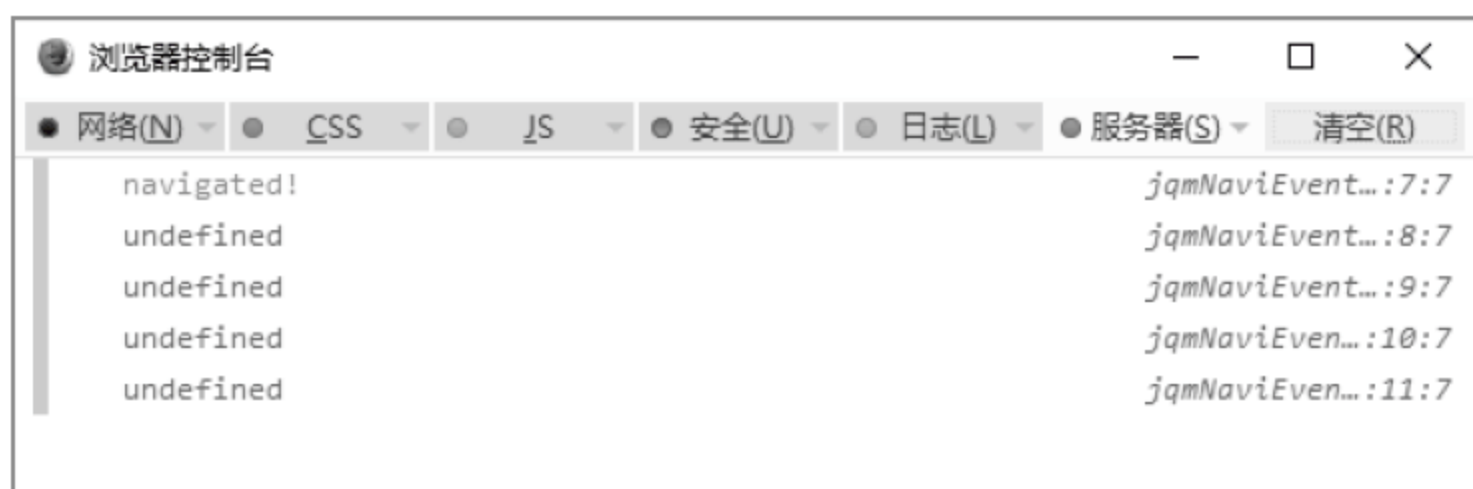 浏览器控制台
网络(N) CSS JS 安全(U) 日志(L) 服务器(S) 清空(R)
navigated! jqmNaviEvent…:7:7
undefined jqmNaviEvent…:8:7
undefined jqmNaviEvent…:9:7
undefined jqmNaviEven…:10:7
undefined jqmNaviEven…:11:7